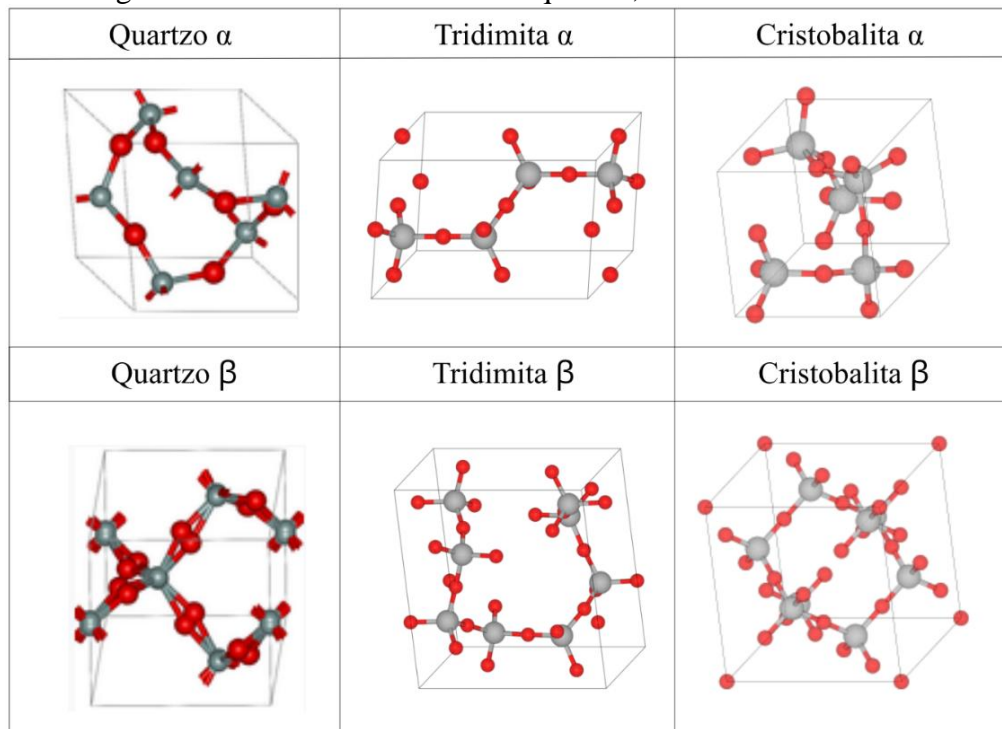 Quartzo α
Tridimita α
Cristobalita α
Quartzo β
Tridimita β
Cristobalita β